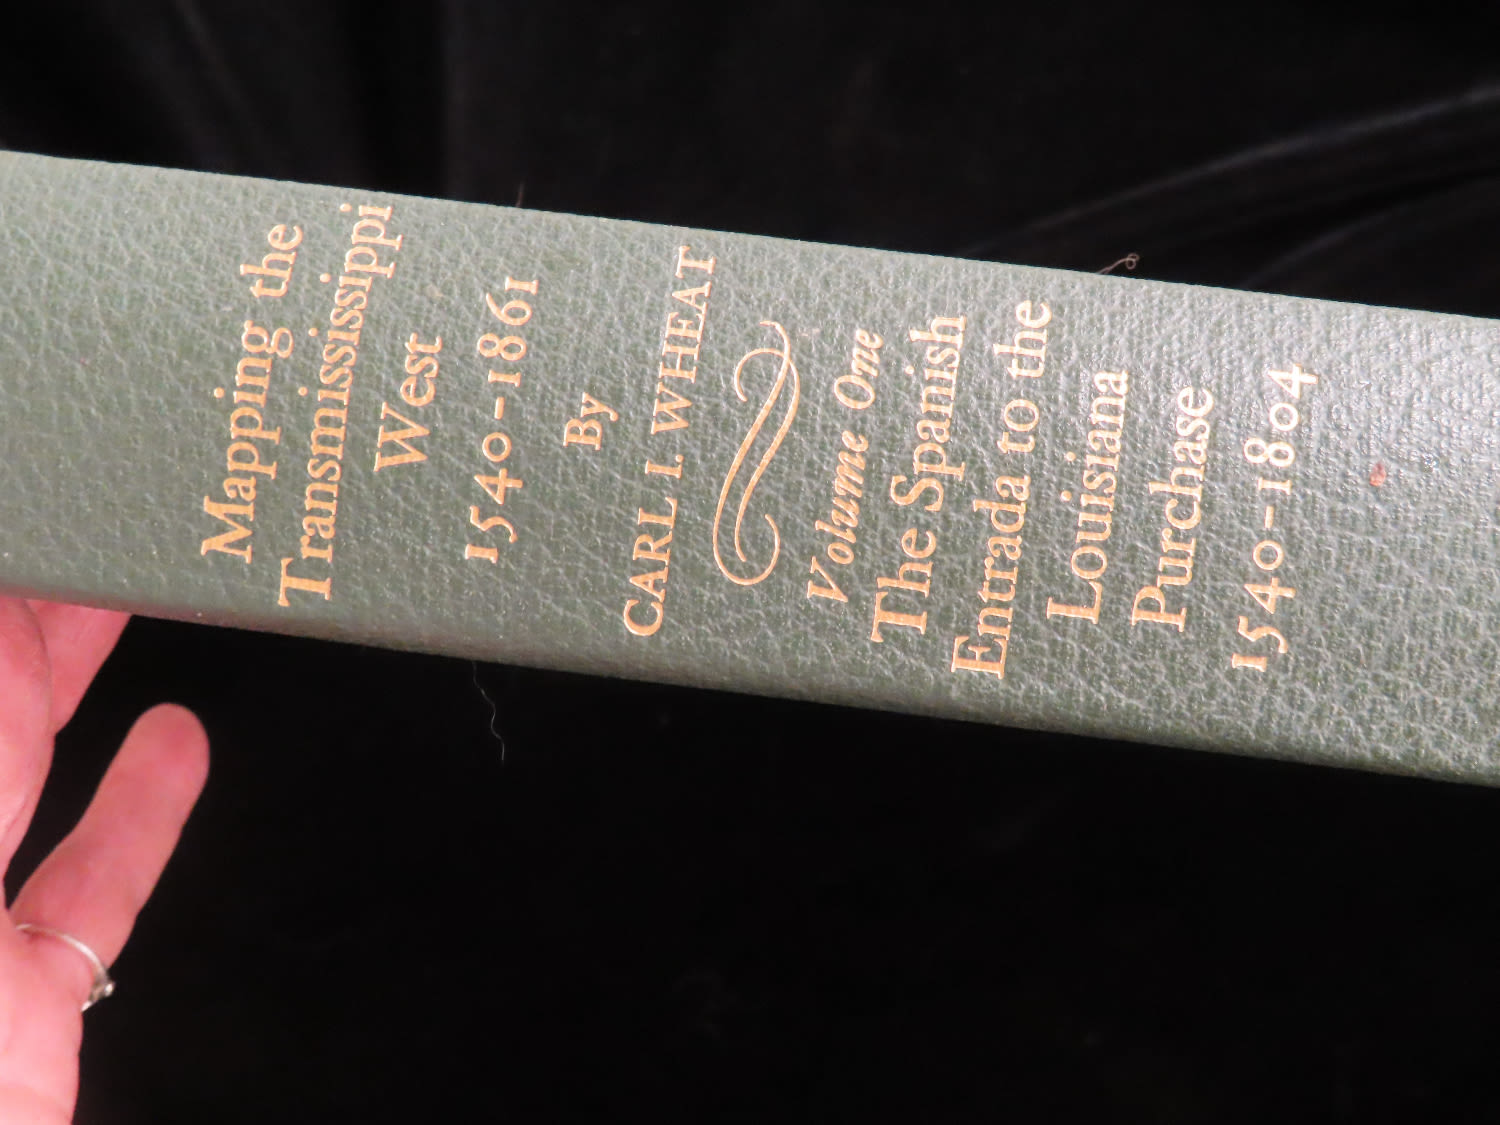 Mapping the
Transmississippi
West
1540-1861
By
CARL I. WHEAT
Volume One
The Spanish
Entrada to the
Louisiana
Purchase
1540-1804